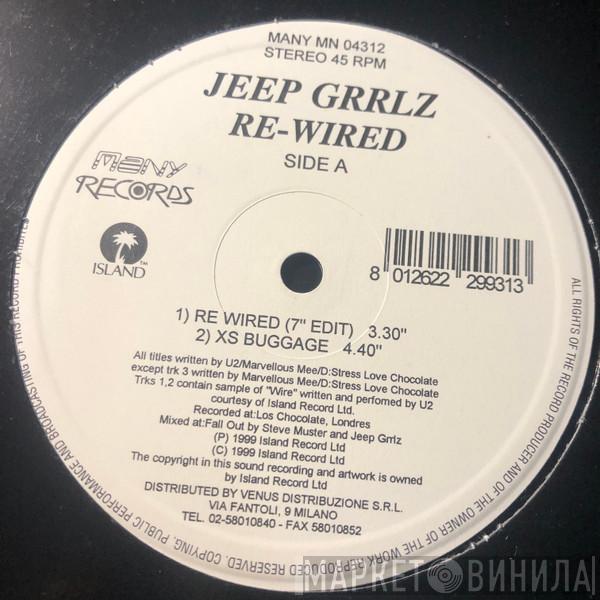 MANY MN 04312
STEREO 45 RPM
JEEP GRRLZ
RE-WIRED
SIDE A
MANY
RECORDS
ISLAND™
8 012622 299313
1) RE WIRED (7" EDIT) 3.30"
2) XS BUGGAGE 4.40"
All titles written by U2/Marvellous Mee/D:Stress Love Chocolate
except trk 3 written by Marvellous Mee/D:Stress Love Chocolate
Trks 1,2 contain sample of "Wire" written and perfomed by U2
courtesy of Island Record Ltd.
Recorded at:Los Chocolate, Londres
Mixed at:Fall Out by Steve Muster and Jeep Grrlz
(P) 1999 Island Record Ltd
(C) 1999 Island Record Ltd
The copyright in this sound recording and artwork is owned
by Island Record Ltd
DISTRIBUTED BY VENUS DISTRIBUZIONE S.R.L.
VIA FANTOLI, 9 MILANO
TEL. 02-58010840 - FAX 58010852
ALL RIGHTS OF THE RECORD PRODUCER AND OF THE OWNER OF THE WORK REPRODUCED RESERVED. COPYING, PUBLIC PERFORMANCE AND BROADCASTING OF THIS RECORD PROHIBITED
МАРКЕТ ВИНИЛА